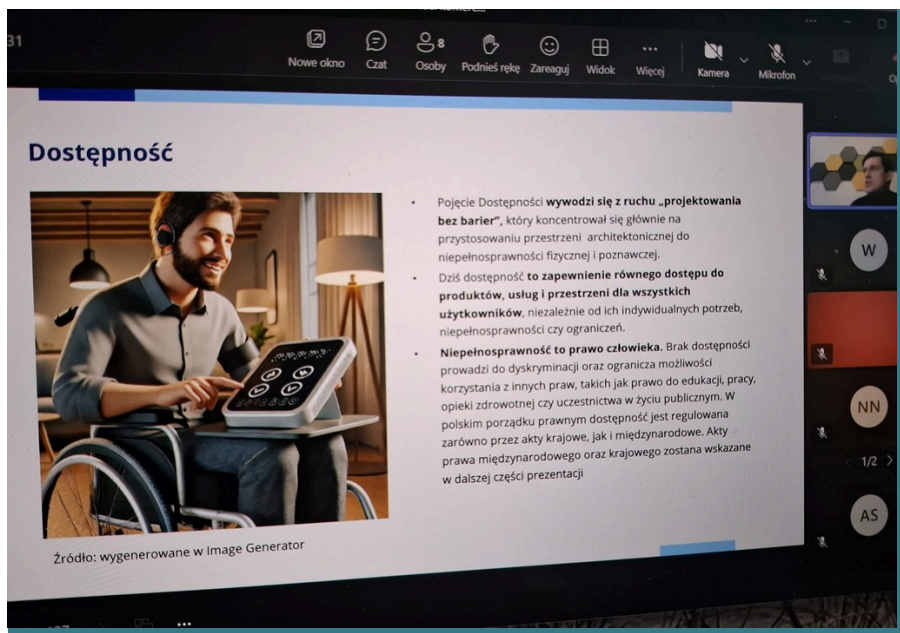 31
Nowe okno
Czat
Osoby
8
Podnieś rękę
Zareaguj
Widok
Więcej
Kamera
Mikrofon
Dostępność
• Pojęcie Dostępności wywodzi się z ruchu „projektowania
bez barier”, który koncentrował się głównie na
przystosowaniu przestrzeni architektonicznej do
niepełnosprawności fizycznej i poznawczej.
• Dziś dostępność to zapewnienie równego dostępu do
produktów, usług i przestrzeni dla wszystkich
użytkowników, niezależnie od ich indywidualnych potrzeb,
niepełnosprawności czy ograniczeń.
• Niepełnosprawność to prawo człowieka. Brak dostępności
prowadzi do dyskryminacji oraz ogranicza możliwości
korzystania z innych praw, takich jak prawo do edukacji, pracy,
opieki zdrowotnej czy uczestnictwa w życiu publicznym. W
polskim porządku prawnym dostępność jest regulowana
zarówno przez akty krajowe, jak i międzynarodowe. Akty
prawa międzynarodowego oraz krajowego zostana wskazane
w dalszej części prezentacji
Źródło: wygenerowane w Image Generator
W
NN
1/2
AS